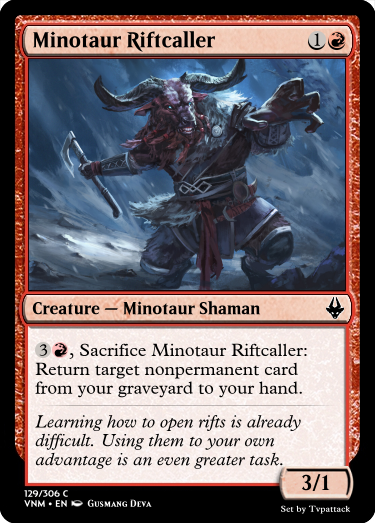 Minotaur Riftcaller 1
Creature — Minotaur Shaman
3, Sacrifice Minotaur Riftcaller:
Return target nonpermanent card
from your graveyard to your hand.
Learning how to open rifts is already
difficult. Using them to your own
advantage is an even greater task.
3/1
129/306 C
VNM • EN Gusmang Deva
Set by Tvpattack